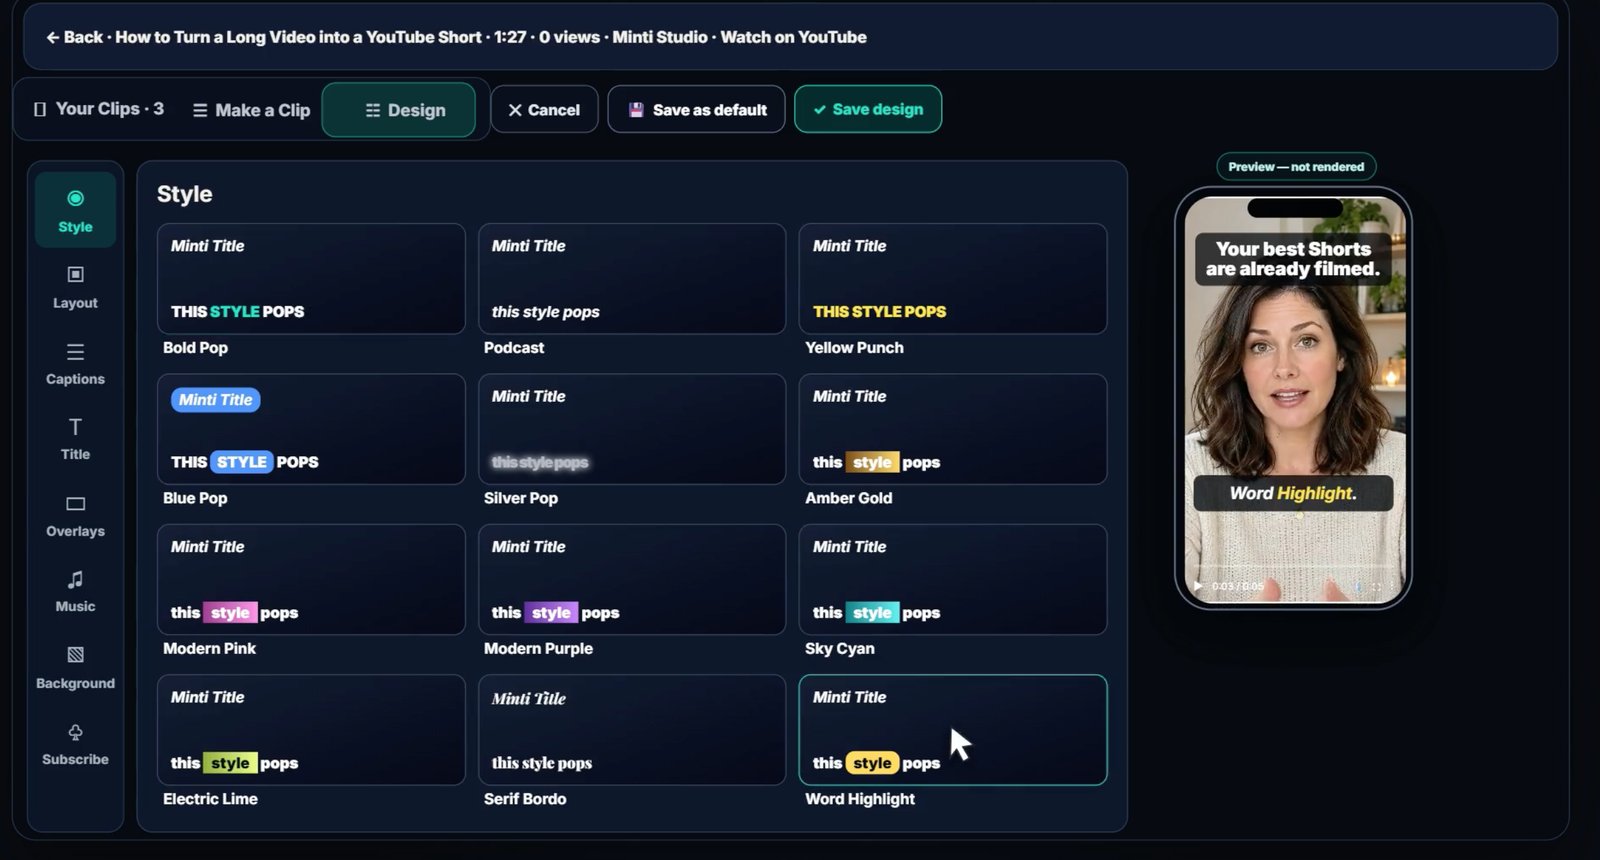 ← Back · How to Turn a Long Video into a YouTube Short · 1:27 · 0 views · Minti Studio · Watch on YouTube
Your Clips · 3
Make a Clip
Design
Cancel
Save as default
Save design
Style
Layout
Captions
Title
Overlays
Music
Background
Subscribe
Style
Minti Title
THIS STYLE POPS
Bold Pop
Minti Title
this style pops
Podcast
Minti Title
THIS STYLE POPS
Yellow Punch
Minti Title
THIS STYLE POPS
Blue Pop
Minti Title
this style pops
Silver Pop
Minti Title
this style pops
Amber Gold
Minti Title
this style pops
Modern Pink
Minti Title
this style pops
Modern Purple
Minti Title
this style pops
Sky Cyan
Minti Title
this style pops
Electric Lime
Minti Title
this style pops
Serif Bordo
Minti Title
this style pops
Word Highlight
Preview — not rendered
Your best Shorts
are already filmed.
Word Highlight.
0:03 / 0:05